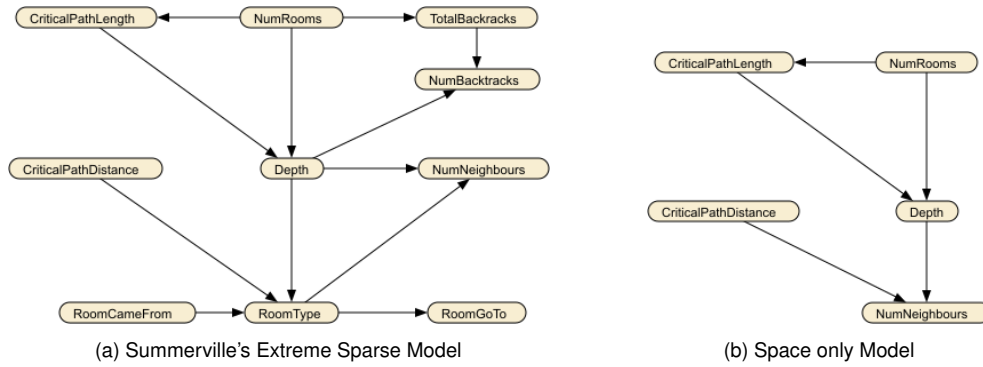 CriticalPathLength
NumRooms
TotalBacktracks
NumBacktracks
CriticalPathDistance
Depth
NumNeighbours
RoomCameFrom
RoomType
RoomGoTo
(a) Summerville's Extreme Sparse Model
CriticalPathLength
NumRooms
CriticalPathDistance
Depth
NumNeighbours
(b) Space only Model